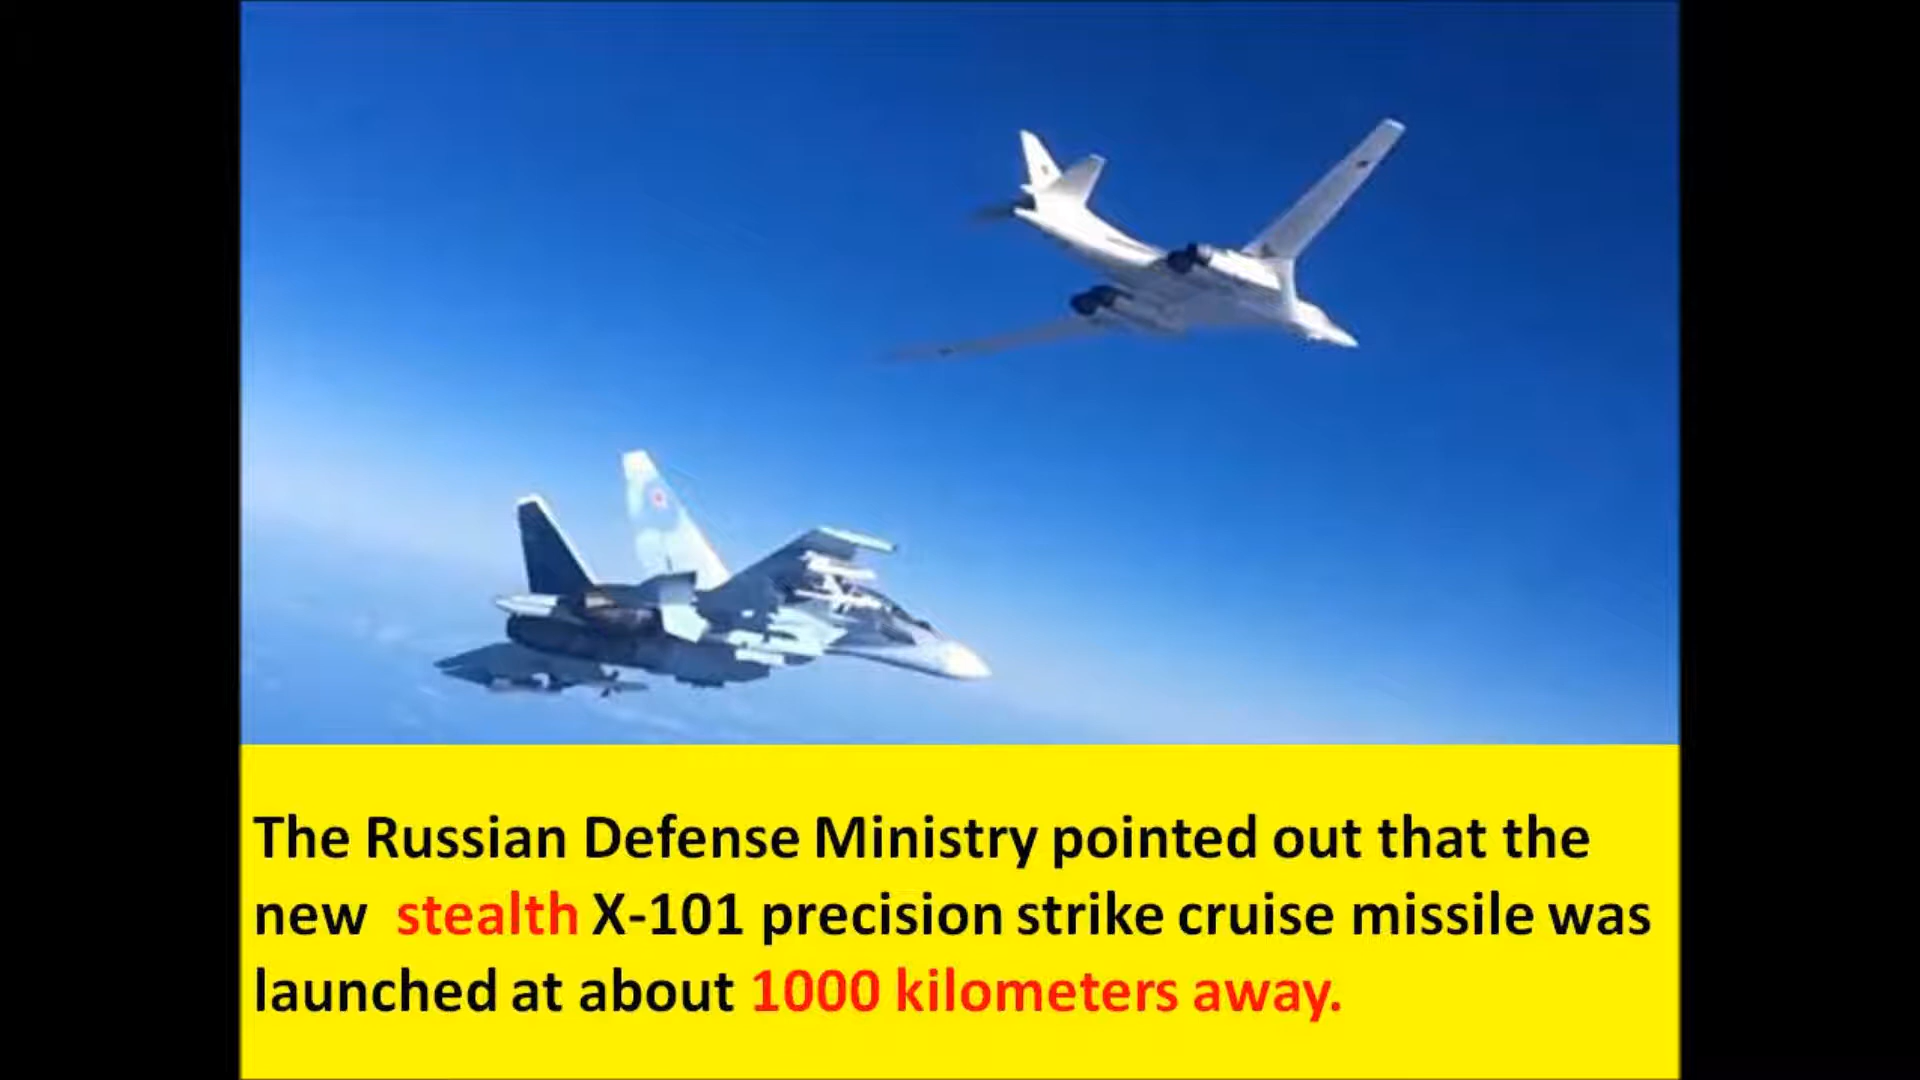 The Russian Defense Ministry pointed out that the
new stealth X-101 precision strike cruise missile was
launched at about 1000 kilometers away.